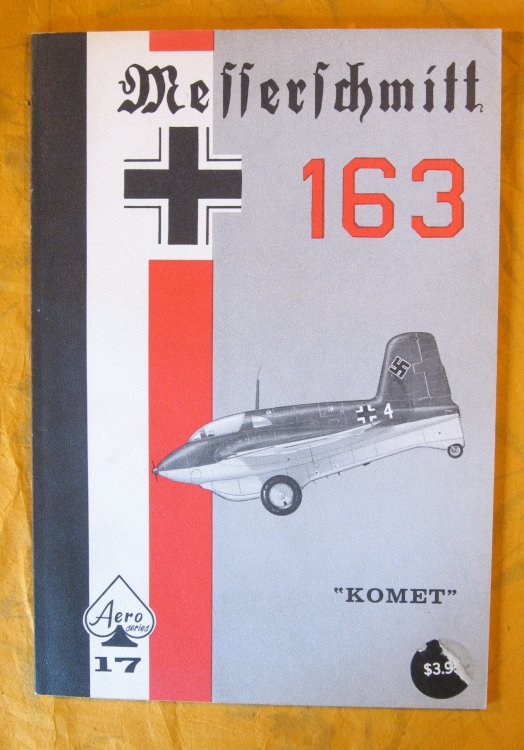 Messerschmitt
163
4
"KOMET"
Aero
series
17